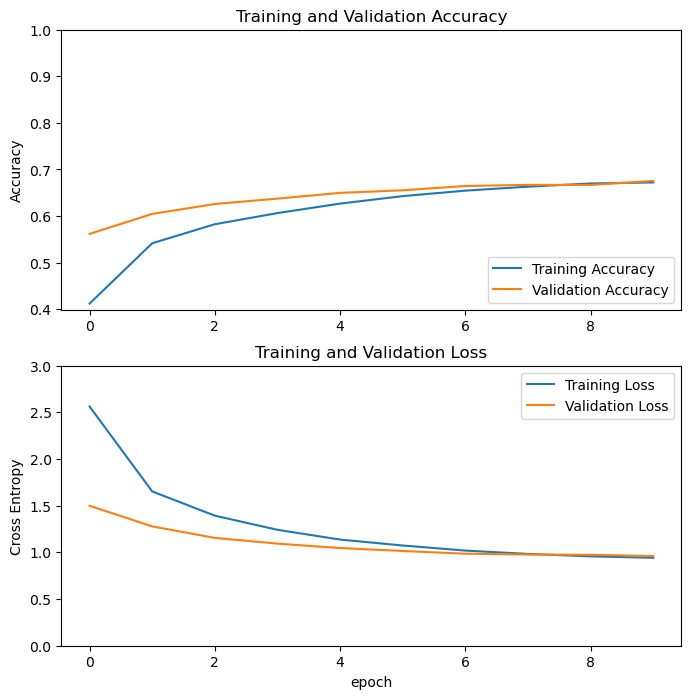 Training and Validation Accuracy
1.0
0.9
0.8
0.7
0.6
0.5
0.4
Accuracy
Training Accuracy
Validation Accuracy
0 2 4 6 8
Training and Validation Loss
3.0
2.5
2.0
1.5
1.0
0.5
0.0
Cross Entropy
Training Loss
Validation Loss
0 2 4 6 8
epoch